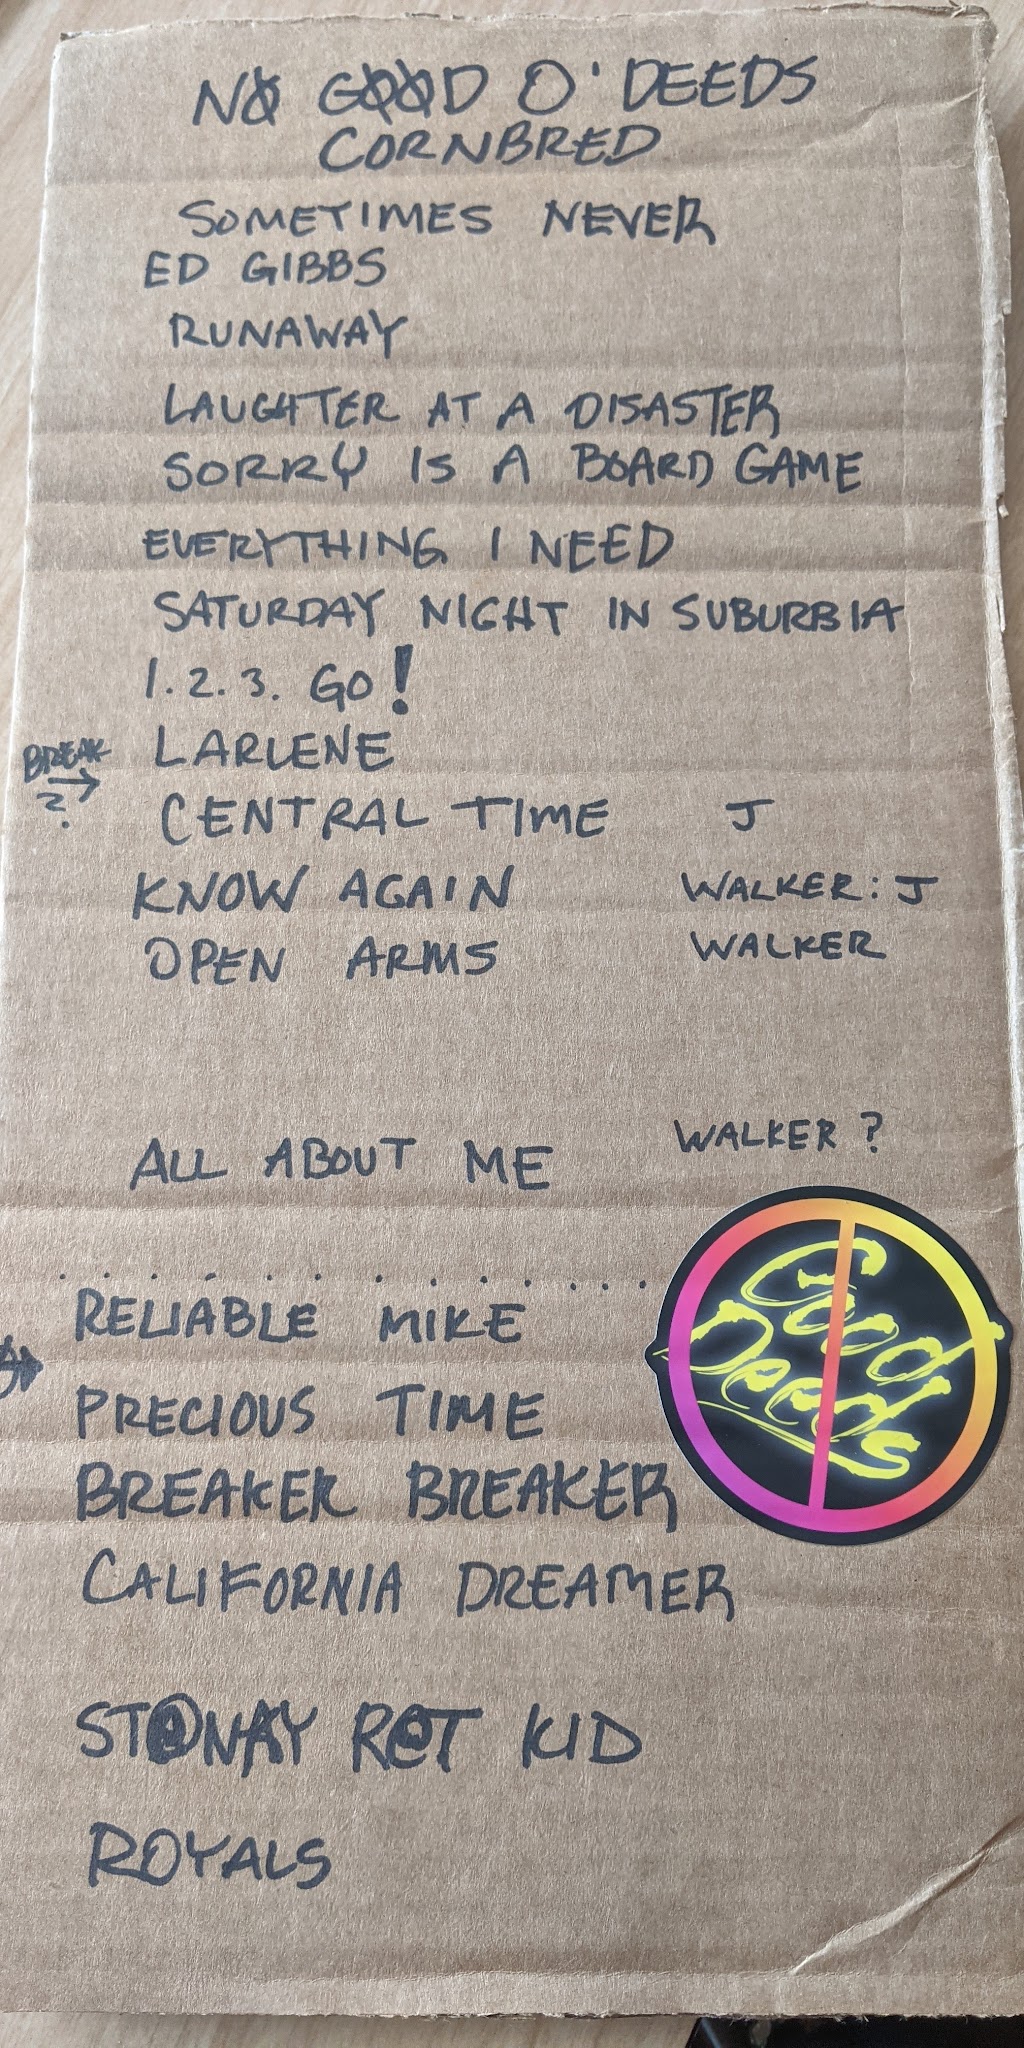 NO GOOD O' DEEDS
CORNBRED
SOMETIMES NEVER
ED GIBBS
RUNAWAY
LAUGHTER AT A DISASTER
SORRY IS A BOARD GAME
EVERYTHING I NEED
SATURDAY NIGHT IN SUBURBIA
1.2.3. GO!
BREAK ? → LARLENE
CENTRAL TIME J
KNOW AGAIN WALKER: J
OPEN ARMS WALKER
ALL ABOUT ME WALKER ?
RELIABLE MIKE
PRECIOUS TIME
BREAKER BREAKER
CALIFORNIA DREAMER
KID
ROYALS
Good
Deeds